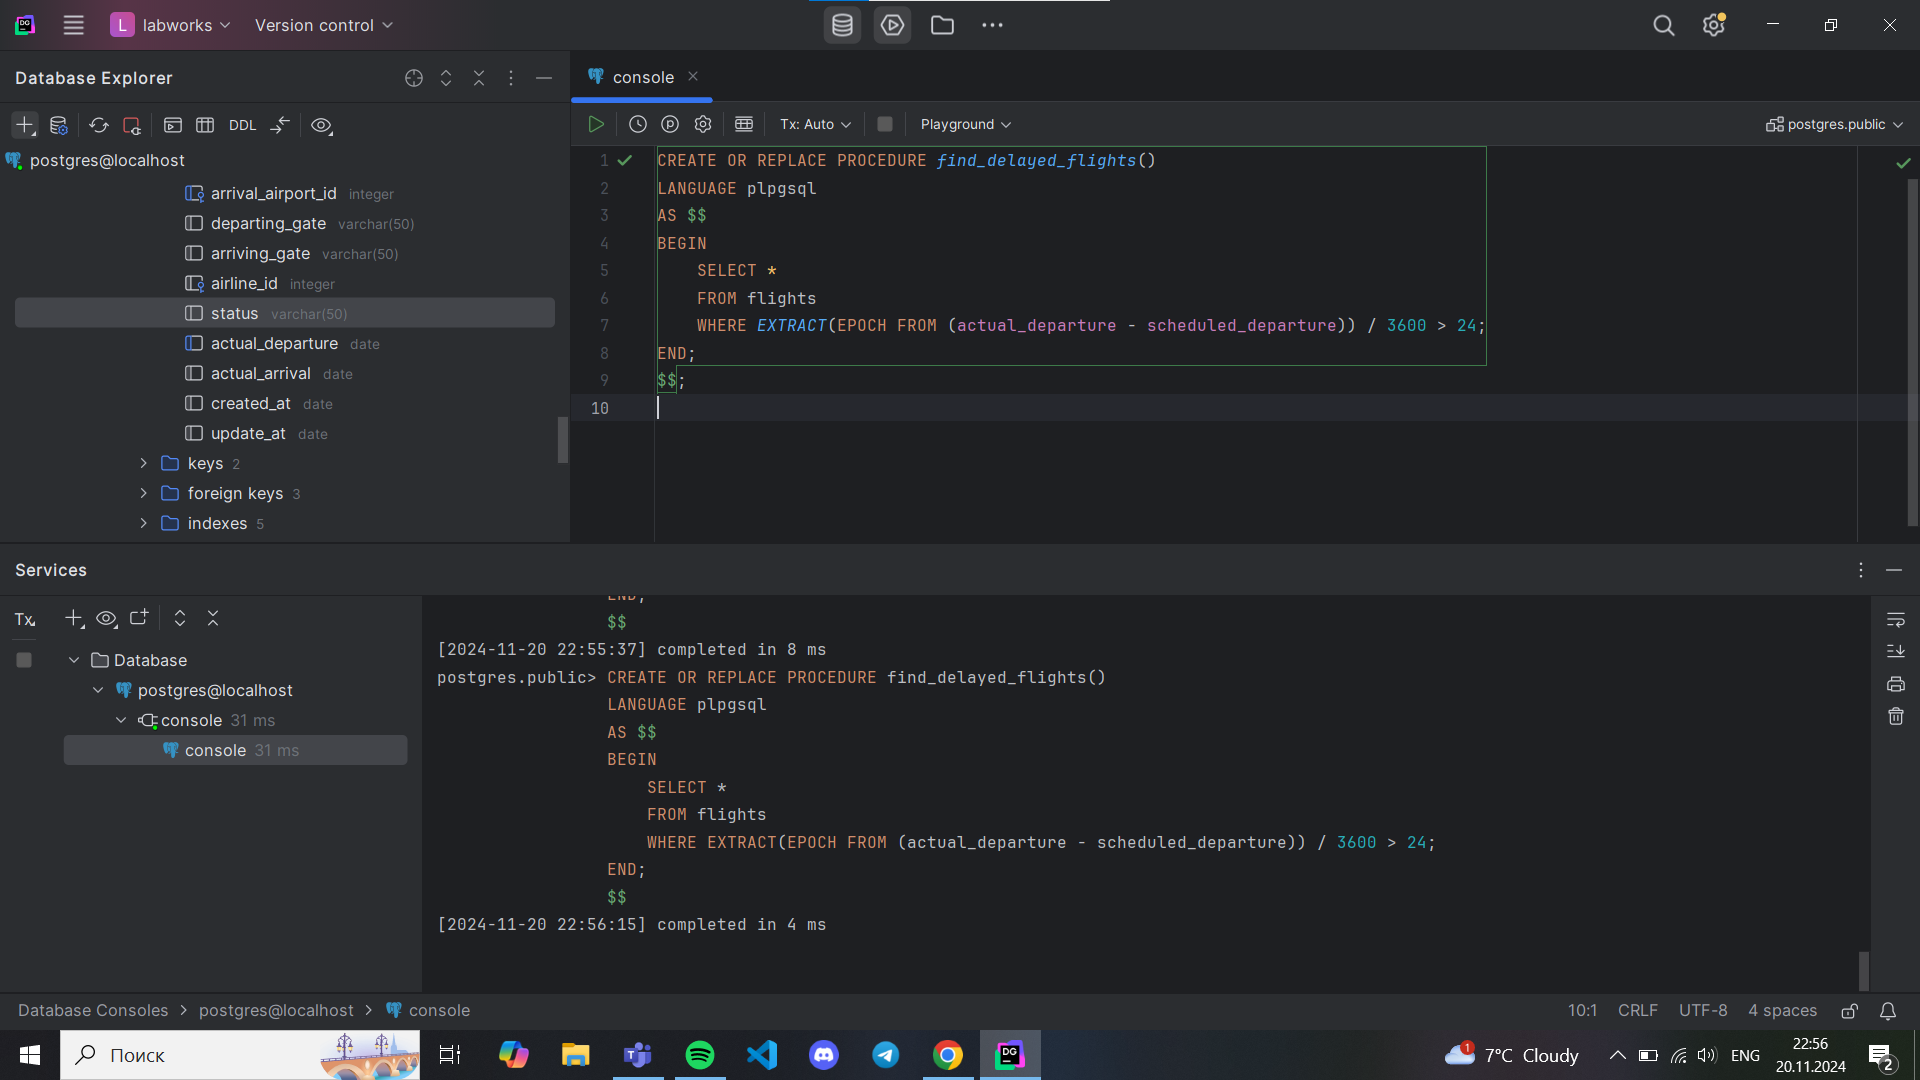 L labworks Version control
Database Explorer
DDL
postgres@localhost
arrival_airport_id integer
departing_gate varchar(50)
arriving_gate varchar(50)
airline_id integer
status varchar(50)
actual_departure date
actual_arrival date
created_at date
update_at date
keys 2
foreign keys 3
indexes 5
console
Tx: Auto Playground postgres.public
1 CREATE OR REPLACE PROCEDURE find_delayed_flights()
2 LANGUAGE plpgsql
3 AS $$
4 BEGIN
5 SELECT *
6 FROM flights
7 WHERE EXTRACT(EPOCH FROM (actual_departure - scheduled_departure)) / 3600 > 24;
8 END;
9 $$;
10
Services
Tx
Database
postgres@localhost
console 31 ms
console 31 ms
END;
$$
[2024-11-20 22:55:37] completed in 8 ms
postgres.public> CREATE OR REPLACE PROCEDURE find_delayed_flights()
LANGUAGE plpgsql
AS $$
BEGIN
SELECT *
FROM flights
WHERE EXTRACT(EPOCH FROM (actual_departure - scheduled_departure)) / 3600 > 24;
END;
$$
[2024-11-20 22:56:15] completed in 4 ms
Database Consoles > postgres@localhost > console
10:1 CRLF UTF-8 4 spaces
Поиск
DG
1 7°C Cloudy
ENG
22:56
20.11.2024
2